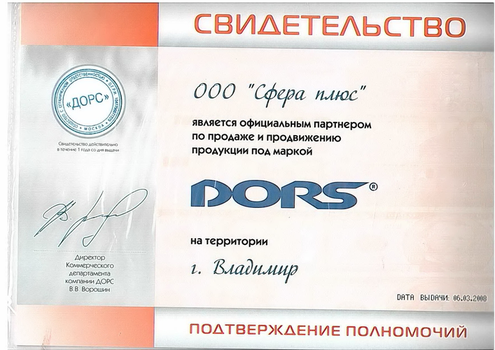 СВИДЕТЕЛЬСТВО
ООО "Сфера плюс"
является официальным партнером
по продаже и продвижению
продукции под маркой
DORS®
на территории
г. Владимир
«ДОРС»
МОСКВА
Свидетельство действительно
в течение 1 года со дня выдачи
Директор
Коммерческого
департамента
компании ДОРС
В.В. Ворошин
ДАТА ВЫДАЧИ 06.03.2008
ПОДТВЕРЖДЕНИЕ ПОЛНОМОЧИЙ